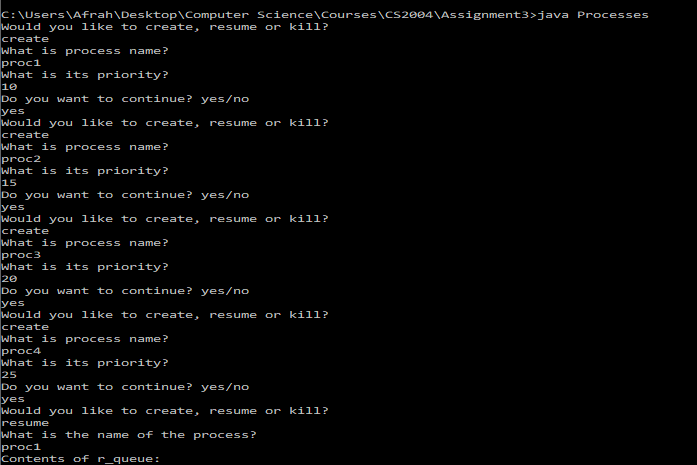 C:\Users\Afrah\Desktop\Computer Science\Courses\CS2004\Assignment3>java Processes
Would you like to create, resume or kill?
create
What is process name?
proc1
What is its priority?
10
Do you want to continue? yes/no
yes
Would you like to create, resume or kill?
create
What is process name?
proc2
What is its priority?
15
Do you want to continue? yes/no
yes
Would you like to create, resume or kill?
create
What is process name?
proc3
What is its priority?
20
Do you want to continue? yes/no
yes
Would you like to create, resume or kill?
create
What is process name?
proc4
What is its priority?
25
Do you want to continue? yes/no
yes
Would you like to create, resume or kill?
resume
What is the name of the process?
proc1
Contents of r_queue: